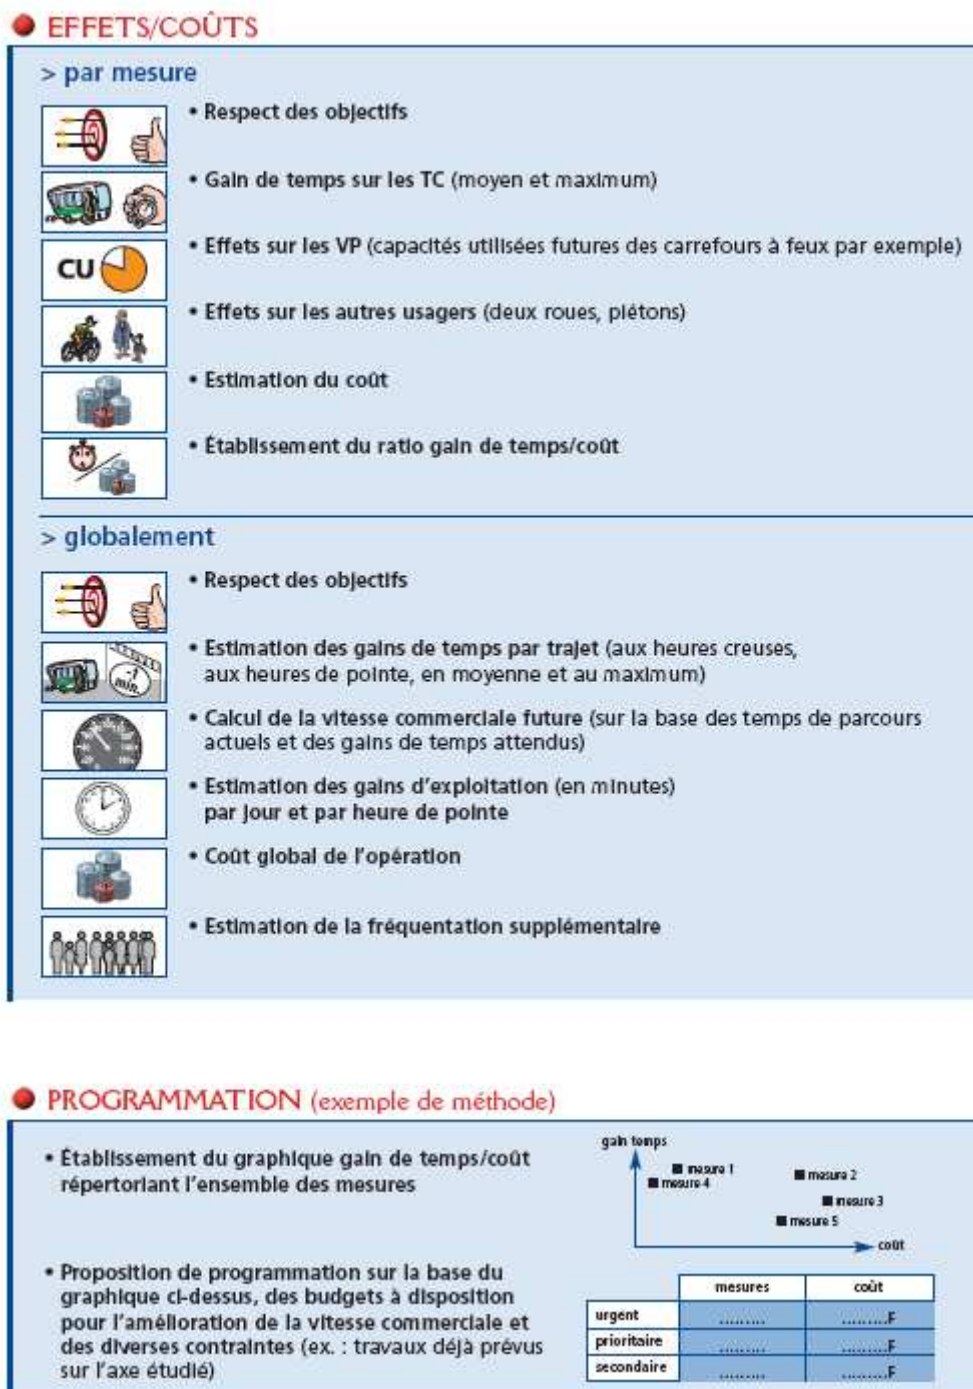 EFFETS/COÛTS
> par mesure
• Respect des objectifs
• Gain de temps sur les TC (moyen et maximum)
• Effets sur les VP (capacités utilisées futures des carrefours à feux par exemple)
CU
• Effets sur les autres usagers (deux roues, piétons)
• Estimation du coût
• Établissement du ratio gain de temps/coût
> globalement
• Respect des objectifs
• Estimation des gains de temps par trajet (aux heures creuses,
aux heures de pointe, en moyenne et au maximum)
-1
min.
• Calcul de la vitesse commerciale future (sur la base des temps de parcours
actuels et des gains de temps attendus)
• Estimation des gains d'exploitation (en minutes)
par jour et par heure de pointe
• Coût global de l'opération
• Estimation de la fréquentation supplémentaire
PROGRAMMATION (exemple de méthode)
• Établissement du graphique gain de temps/coût
répertoriant l'ensemble des mesures
gain temps
mesure 1
mesure 4
mesure 2
mesure 3
mesure 5
coût
• Proposition de programmation sur la base du
graphique ci-dessus, des budgets à disposition
pour l'amélioration de la vitesse commerciale et
des diverses contraintes (ex. : travaux déjà prévus
sur l'axe étudié)
mesures coût
urgent ......... .........F
prioritaire ......... .........F
secondaire ......... .........F